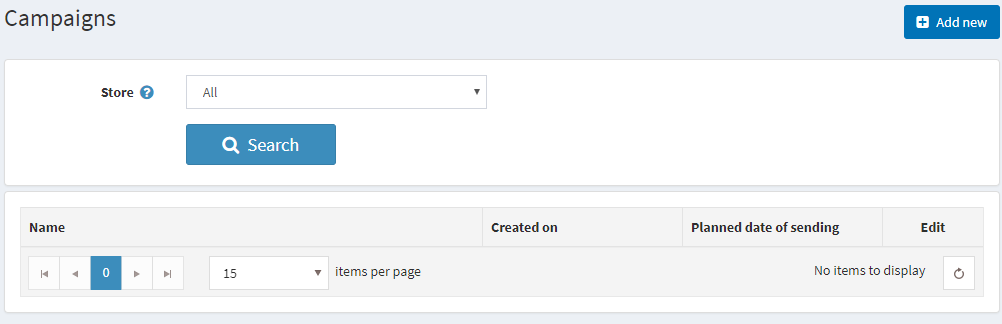 Campaigns
Add new
Store
All
Search
Name Created on Planned date of sending Edit
0 15 items per page No items to display